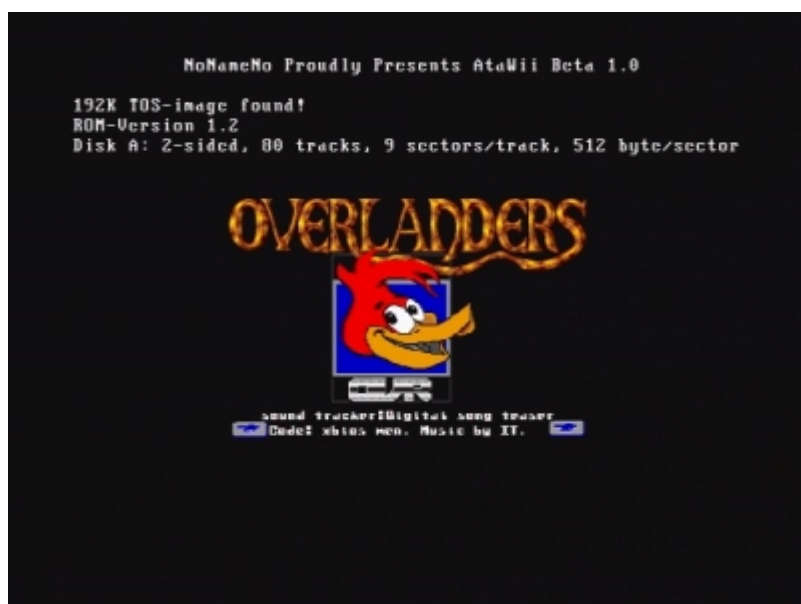 NoNameNo Proudly Presents AtaWii Beta 1.0
192K TOS-image found!
ROM-Version 1.2
Disk A: 2-sided, 80 tracks, 9 sectors/track, 512 byte/sector
OVERLANDERS
sound tracker!Digital song teaser
Code: xbios men. Music by IT.